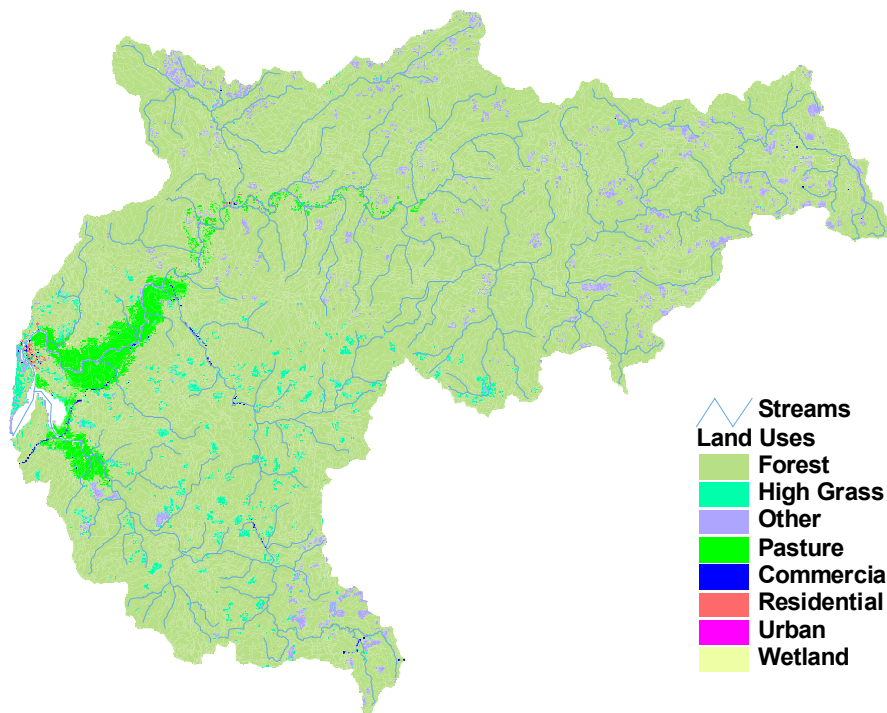 Streams
Land Uses
Forest
High Grass
Other
Pasture
Commercia
Residential
Urban
Wetland